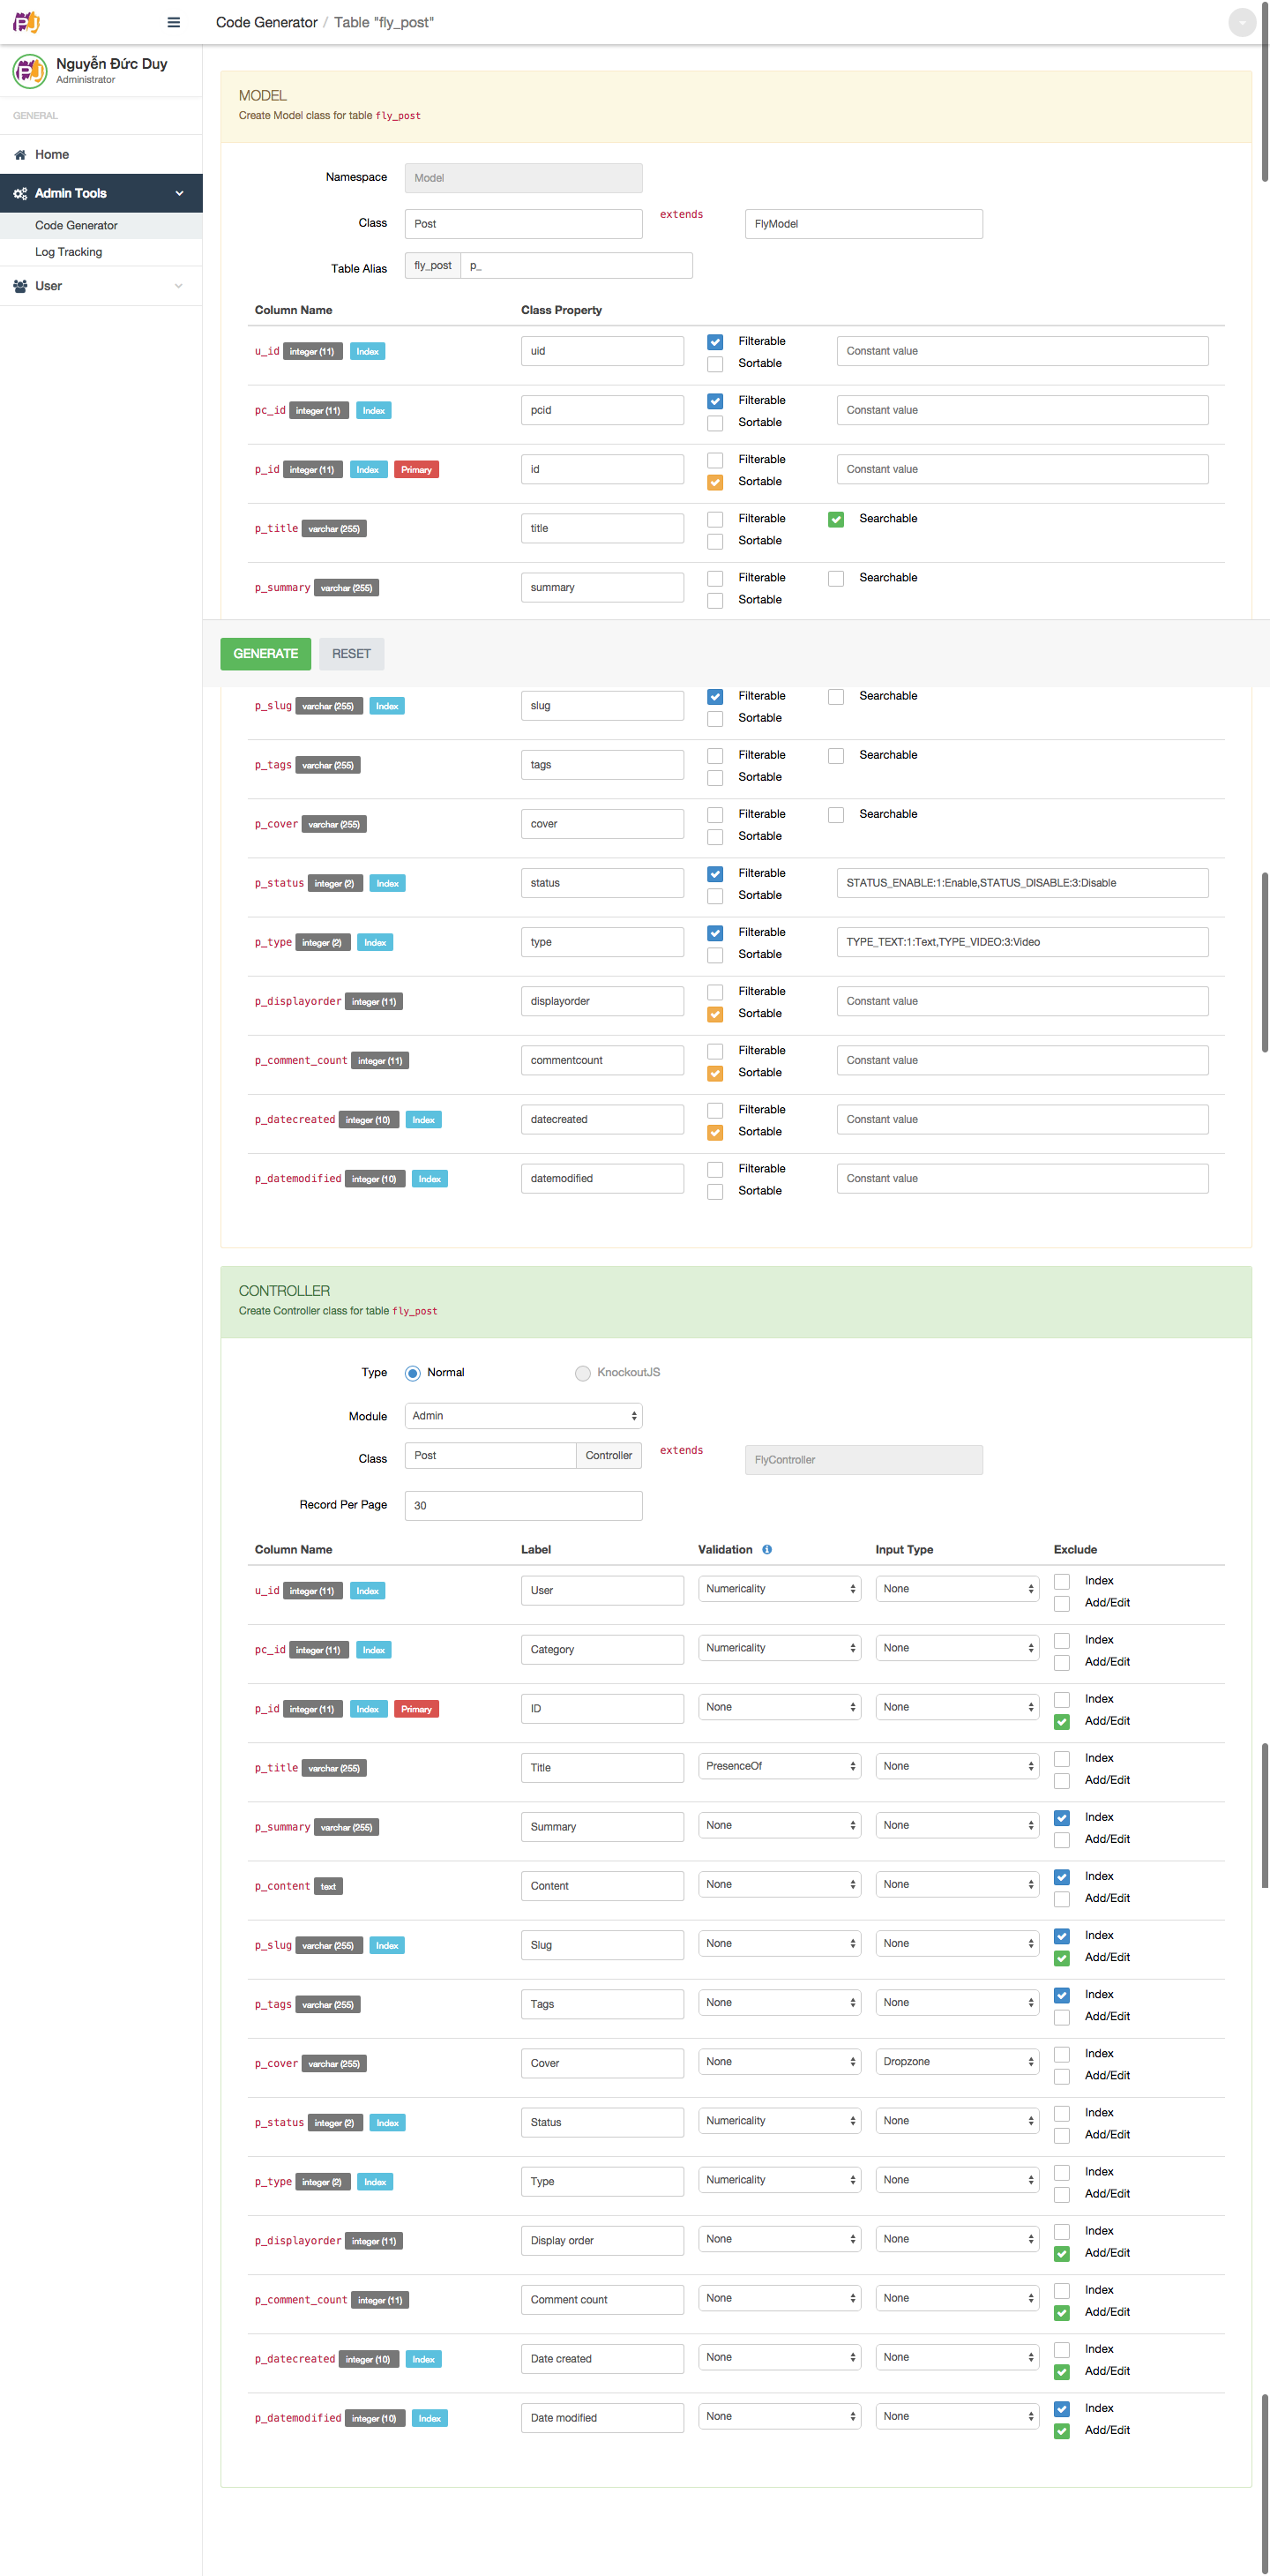 Code Generator / Table "fly_post"
Nguyễn Đức Duy
Administrator
GENERAL
Home
Admin Tools
Code Generator
Log Tracking
User
MODEL
Create Model class for table fly_post
Namespace Model
Class Post extends FlyModel
Table Alias fly_post p_
Column Name Class Property
u_id integer (11) Index uid Filterable Constant value
Sortable
pc_id integer (11) Index pcid Filterable Constant value
Sortable
p_id integer (11) Index Primary id Filterable Constant value
Sortable
p_title varchar (255) title Filterable Searchable
Sortable
p_summary varchar (255) summary Filterable Searchable
Sortable
GENERATE RESET
p_slug varchar (255) Index slug Filterable Searchable
Sortable
p_tags varchar (255) tags Filterable Searchable
Sortable
p_cover varchar (255) cover Filterable Searchable
Sortable
p_status integer (2) Index status Filterable STATUS_ENABLE:1:Enable,STATUS_DISABLE:3:Disable
Sortable
p_type integer (2) Index type Filterable TYPE_TEXT:1:Text,TYPE_VIDEO:3:Video
Sortable
p_displayorder integer (11) displayorder Filterable Constant value
Sortable
p_comment_count integer (11) commentcount Filterable Constant value
Sortable
p_datecreated integer (10) Index datecreated Filterable Constant value
Sortable
p_datemodified integer (10) Index datemodified Filterable Constant value
Sortable
CONTROLLER
Create Controller class for table fly_post
Type Normal KnockoutJS
Module Admin
Class Post Controller extends FlyController
Record Per Page 30
Column Name Label Validation Input Type Exclude
u_id integer (11) Index User Numericality None Index
Add/Edit
pc_id integer (11) Index Category Numericality None Index
Add/Edit
p_id integer (11) Index Primary ID None None Index
Add/Edit
p_title varchar (255) Title PresenceOf None Index
Add/Edit
p_summary varchar (255) Summary None None Index
Add/Edit
p_content text Content None None Index
Add/Edit
p_slug varchar (255) Index Slug None None Index
Add/Edit
p_tags varchar (255) Tags None None Index
Add/Edit
p_cover varchar (255) Cover None Dropzone Index
Add/Edit
p_status integer (2) Index Status Numericality None Index
Add/Edit
p_type integer (2) Index Type Numericality None Index
Add/Edit
p_displayorder integer (11) Display order None None Index
Add/Edit
p_comment_count integer (11) Comment count None None Index
Add/Edit
p_datecreated integer (10) Index Date created None None Index
Add/Edit
p_datemodified integer (10) Index Date modified None None Index
Add/Edit